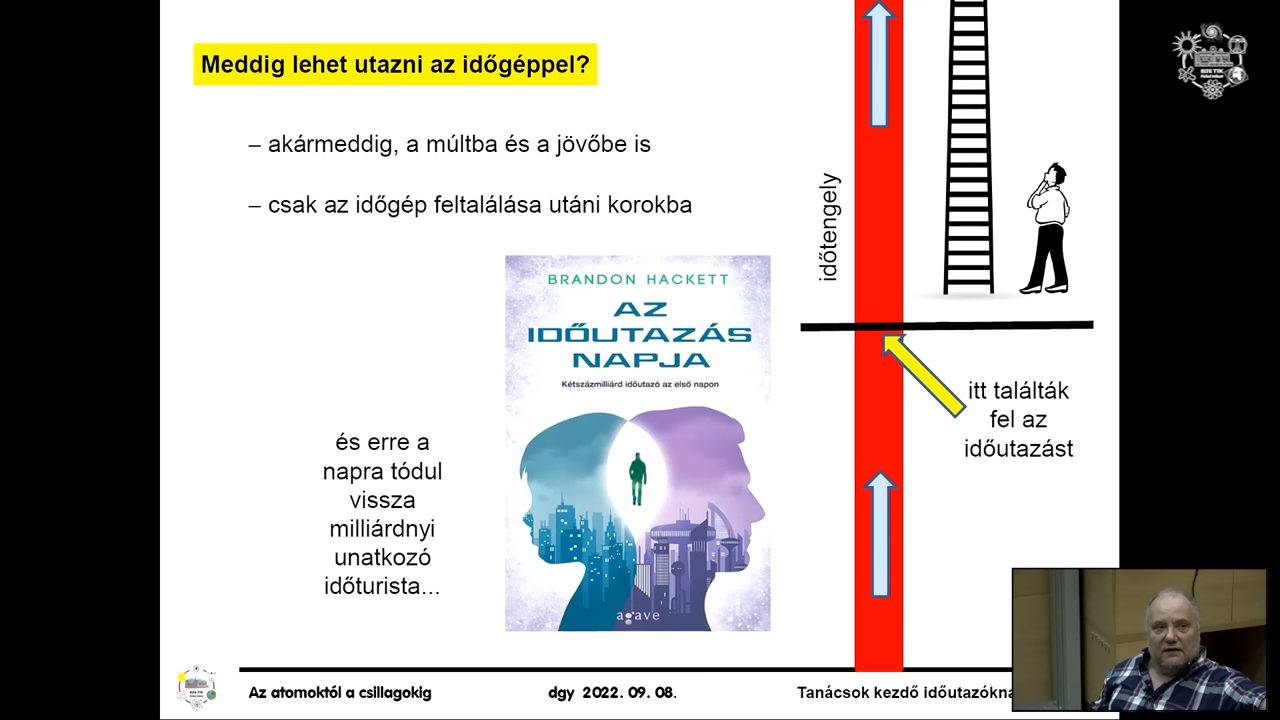 Meddig lehet utazni az időgéppel?
– akármeddig, a múltba és a jövőbe is
– csak az időgép feltalálása utáni korokba
időtengely
BRANDON HACKETT
AZ
IDŐUTAZÁS
NAPJA
Kétszázmilliárd időutazó az első napon
agave
itt találták
fel az
időutazást
és erre a
napra tódul
vissza
milliárdnyi
unatkozó
időturista...
Az atomoktól a csillagokig
dgy 2022. 09. 08.
Tanácsok kezdő
ELTE TTK